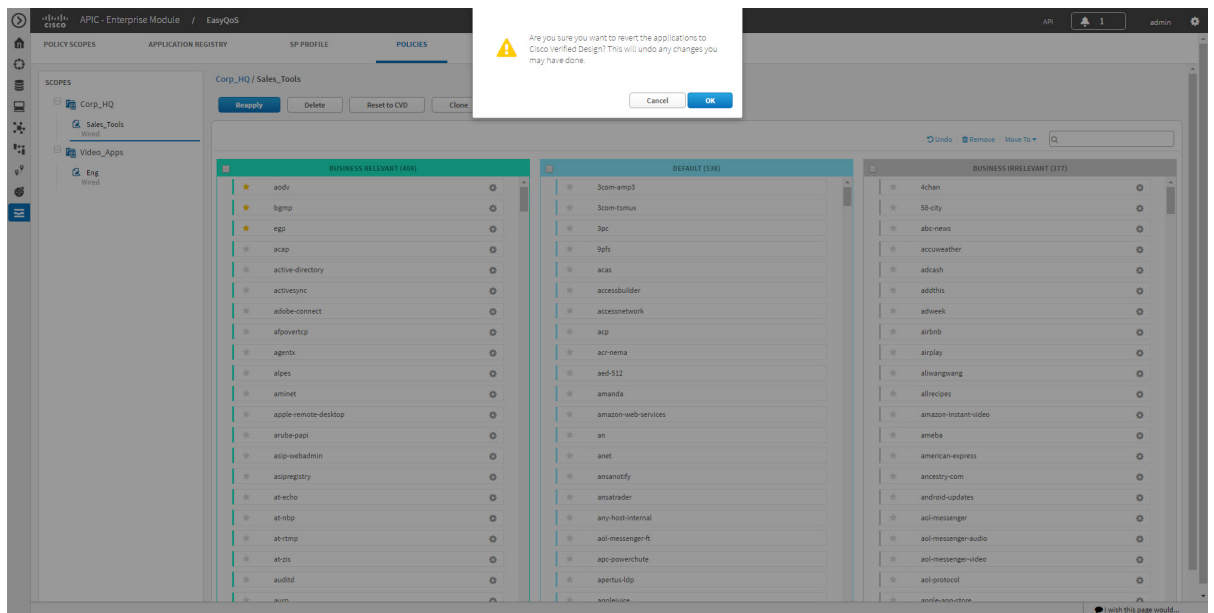 CISCO
APIC - Enterprise Module / EasyQoS
API
1
admin
Are you sure you want to revert the applications to
Cisco Verified Design? This will undo any changes you
may have done.
Cancel
OK
POLICY SCOPES
APPLICATION REGISTRY
SP PROFILE
POLICIES
SCOPES
Corp_HQ
Sales_Tools
Wired
Video_Apps
Eng
Wired
Corp_HQ / Sales_Tools
Reapply
Delete
Reset to CVD
Clone
Undo
Remove
Move To
BUSINESS RELEVANT (408)
aodv
bgmp
egp
acap
active-directory
activesync
adobe-connect
afpovertcp
agentx
alpes
aminet
apple-remote-desktop
aruba-papi
asip-webadmin
asipregistry
at-echo
at-nbp
at-rtmp
at-zis
auditd
aurp
DEFAULT (538)
3com-amp3
3com-tsmux
3pc
9pfs
acas
accessbuilder
accessnetwork
acp
acr-nema
aed-512
amanda
amazon-web-services
an
anet
ansanotify
ansatrader
any-host-internal
aol-messenger-ft
apc-powerchute
apertus-ldp
applejuice
BUSINESS IRRELEVANT (377)
4chan
58-city
abc-news
accuweather
adcash
addthis
adweek
airbnb
airplay
aliwangwang
allrecipes
amazon-instant-video
ameba
american-express
ancestry-com
android-updates
aol-messenger
aol-messenger-audio
aol-messenger-video
aol-protocol
apple-app-store
I wish this page would...